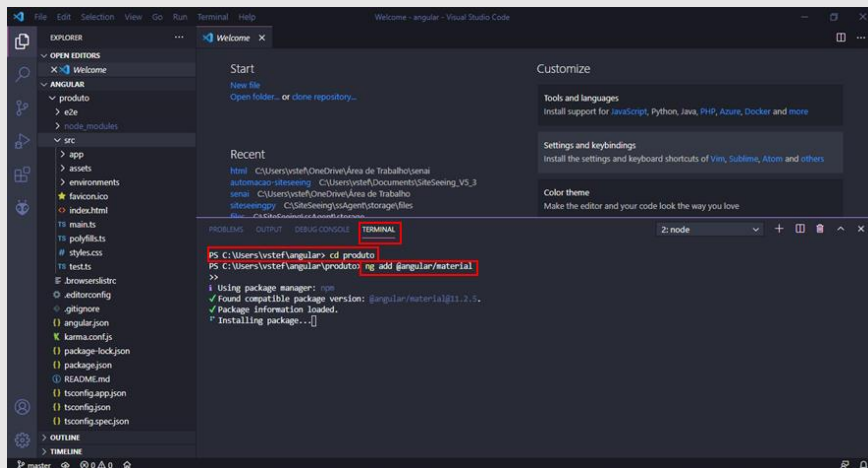 File Edit Selection View Go Run Terminal Help
Welcome - angular - Visual Studio Code
EXPLORER
OPEN EDITORS
Welcome
ANGULAR
produto
e2e
node_modules
src
app
assets
environments
favicon.ico
index.html
TS main.ts
TS polyfills.ts
# styles.css
TS test.ts
.browserslistrc
.editorconfig
.gitignore
{} angular.json
karma.conf.js
{} package-lock.json
{} package.json
README.md
{} tsconfig.app.json
{} tsconfig.json
{} tsconfig.spec.json
OUTLINE
TIMELINE
Welcome
Start
New file
Open folder... or clone repository...
Recent
html C:\Users\vstef\OneDrive\Área de Trabalho\senai
automacao-siteseeing C:\Users\vstef\Documents\SiteSeeing_V5_3
senai C:\Users\vstef\OneDrive\Área de Trabalho
siteseeingpy C:\SiteSeeing\ssAgent\storage\files
files C:\SiteSeeing\ssAgent\storage
Customize
Tools and languages
Install support for JavaScript, Python, Java, PHP, Azure, Docker and more
Settings and keybindings
Install the settings and keyboard shortcuts of Vim, Sublime, Atom and others
Color theme
Make the editor and your code look the way you love
PROBLEMS OUTPUT DEBUG CONSOLE TERMINAL
2: node
PS C:\Users\vstef\angular> cd produto
PS C:\Users\vstef\angular\produto> ng add @angular/material
>>
i Using package manager: npm
✓ Found compatible package version: @angular/material@11.2.5.
✓ Package information loaded.
Installing package...
master 0 0